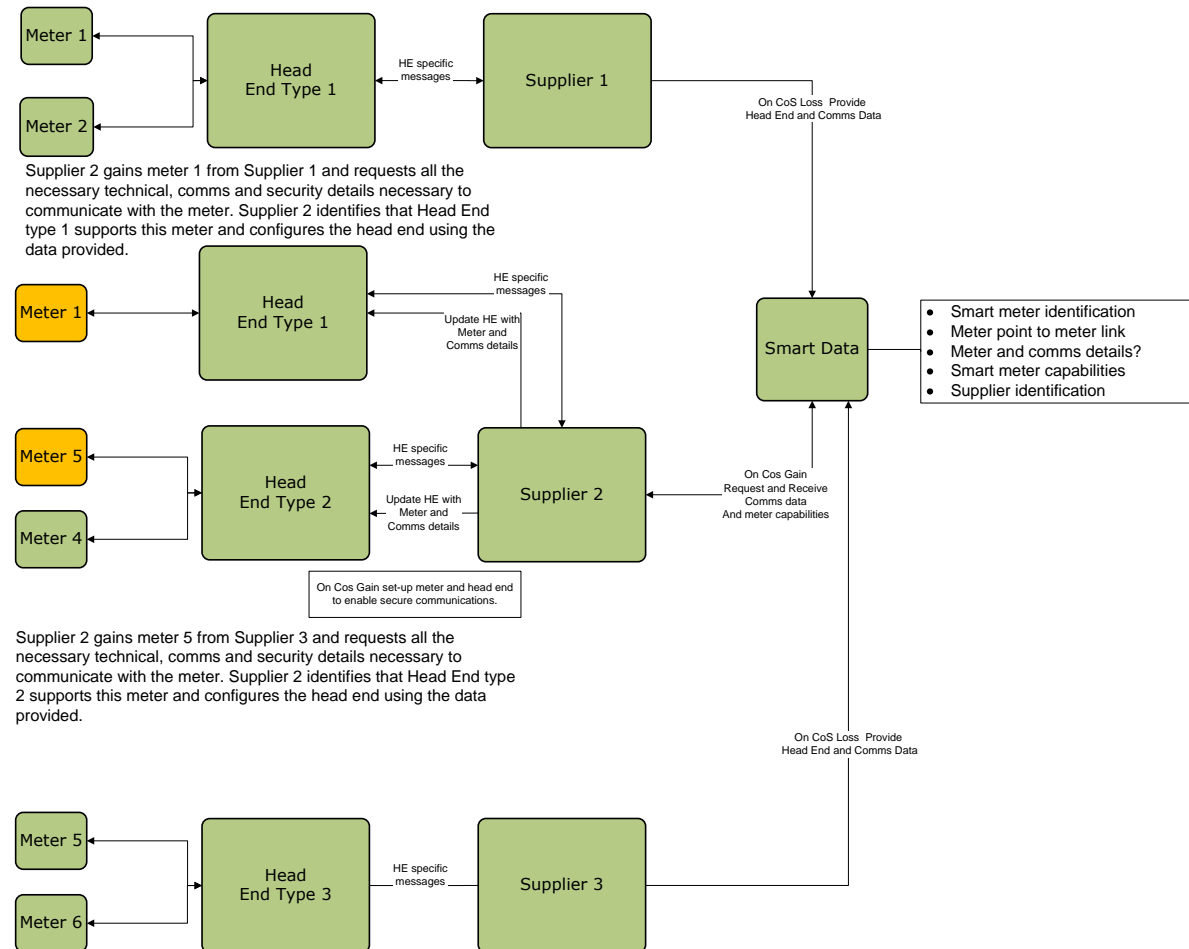 Meter 1
Meter 2
Head
End Type 1
HE specific
messages
Supplier 1
On CoS Loss Provide
Head End and Comms Data
Supplier 2 gains meter 1 from Supplier 1 and requests all the
necessary technical, comms and security details necessary to
communicate with the meter. Supplier 2 identifies that Head End
type 1 supports this meter and configures the head end using the
data provided.
Meter 1
Head
End Type 1
HE specific
messages
Update HE with
Meter and
Comms details
Smart Data
• Smart meter identification
• Meter point to meter link
• Meter and comms details?
• Smart meter capabilities
• Supplier identification
Meter 5
Meter 4
Head
End Type 2
HE specific
messages
Update HE with
Meter and
Comms details
Supplier 2
On Cos Gain
Request and Receive
Comms data
And meter capabilities
On Cos Gain set-up meter and head end
to enable secure communications.
Supplier 2 gains meter 5 from Supplier 3 and requests all the
necessary technical, comms and security details necessary to
communicate with the meter. Supplier 2 identifies that Head End type
2 supports this meter and configures the head end using the data
provided.
On CoS Loss Provide
Head End and Comms Data
Meter 5
Meter 6
Head
End Type 3
HE specific
messages
Supplier 3